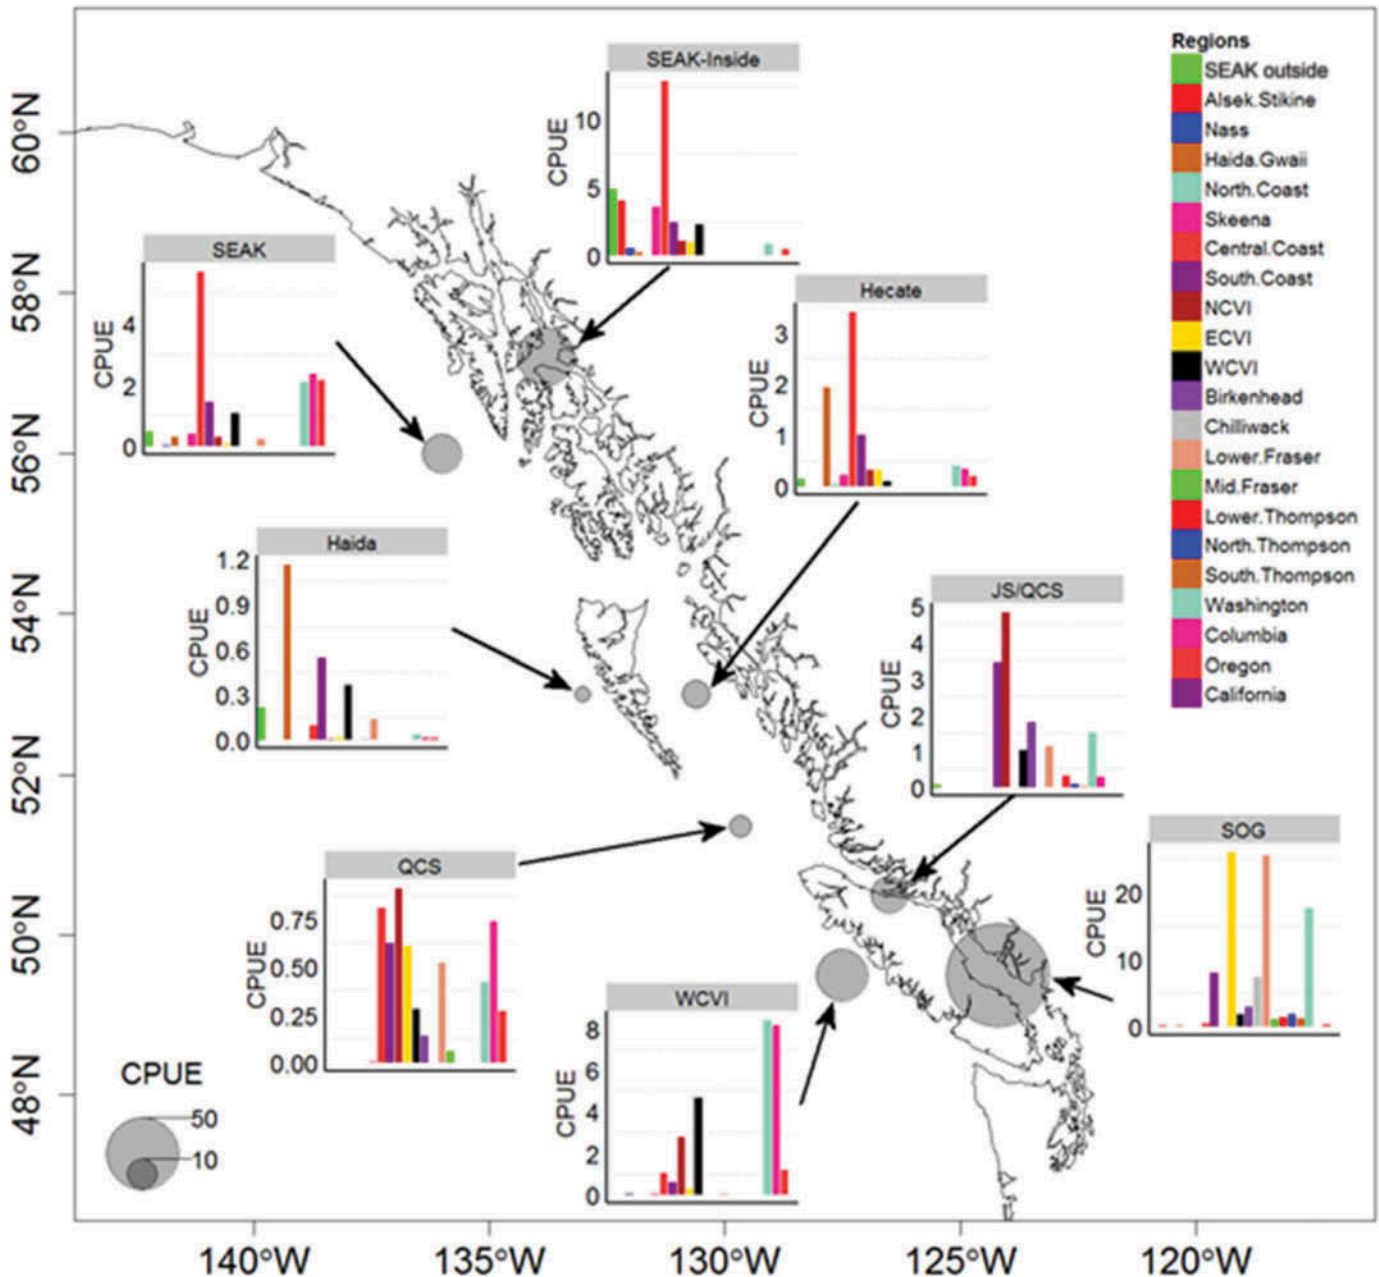 SEAK-Inside
CPUE
10
5
0
Regions
SEAK outside
Alsek.Stikine
Nass
Haida.Gwaii
North.Coast
Skeena
Central.Coast
South.Coast
NCVI
ECVI
WCVI
Birkenhead
Chilliwack
Lower.Fraser
Mid.Fraser
Lower.Thompson
North.Thompson
South.Thompson
Washington
Columbia
Oregon
California
SEAK
CPUE
4
2
0
Hecate
CPUE
3
2
1
0
Haida
CPUE
1.2
0.9
0.6
0.3
0.0
JS/QCS
CPUE
5
4
3
2
1
0
QCS
CPUE
0.75
0.50
0.25
0.00
SOG
CPUE
20
10
0
WCVI
CPUE
8
6
4
2
0
CPUE
50
10
60°N
58°N
56°N
54°N
52°N
50°N
48°N
140°W
135°W
130°W
125°W
120°W